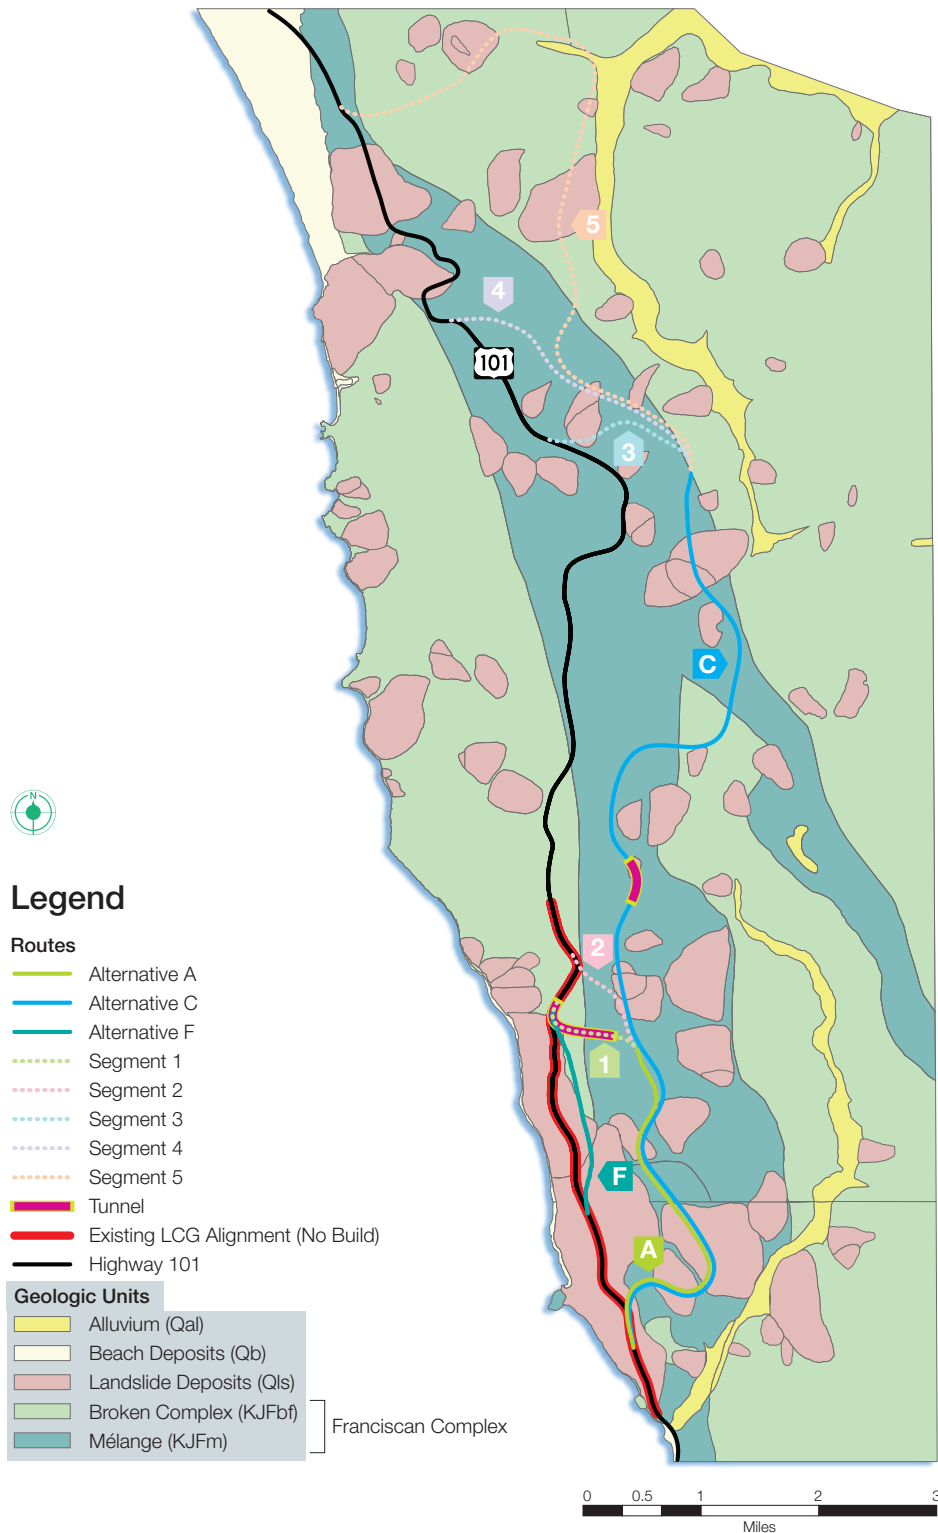 5
4
101
3
C
N
2
1
F
A
Legend
Routes
Alternative A
Alternative C
Alternative F
Segment 1
Segment 2
Segment 3
Segment 4
Segment 5
Tunnel
Existing LCG Alignment (No Build)
Highway 101
Geologic Units
Alluvium (Qal)
Beach Deposits (Qb)
Landslide Deposits (Qls)
Broken Complex (KJFbf)
Mélange (KJFm)
Franciscan Complex
0 0.5 1 2 3
Miles